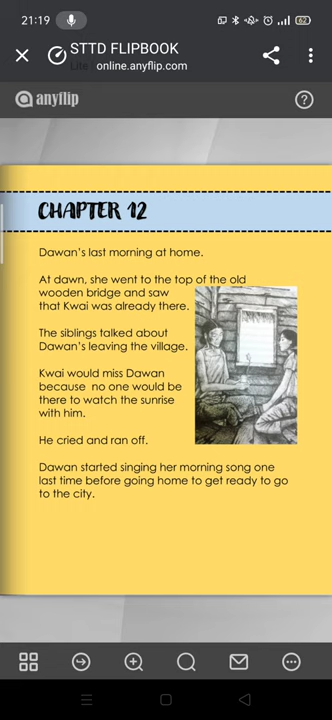 21:19
62
STTD FLIPBOOK
Lite
online.anyflip.com
anyflip
CHAPTER 12
Dawan's last morning at home.
At dawn, she went to the top of the old
wooden bridge and saw
that Kwai was already there.
The siblings talked about
Dawan's leaving the village.
Kwai would miss Dawan
because no one would be
there to watch the sunrise
with him.
He cried and ran off.
Dawan started singing her morning song one
last time before going home to get ready to go
to the city.